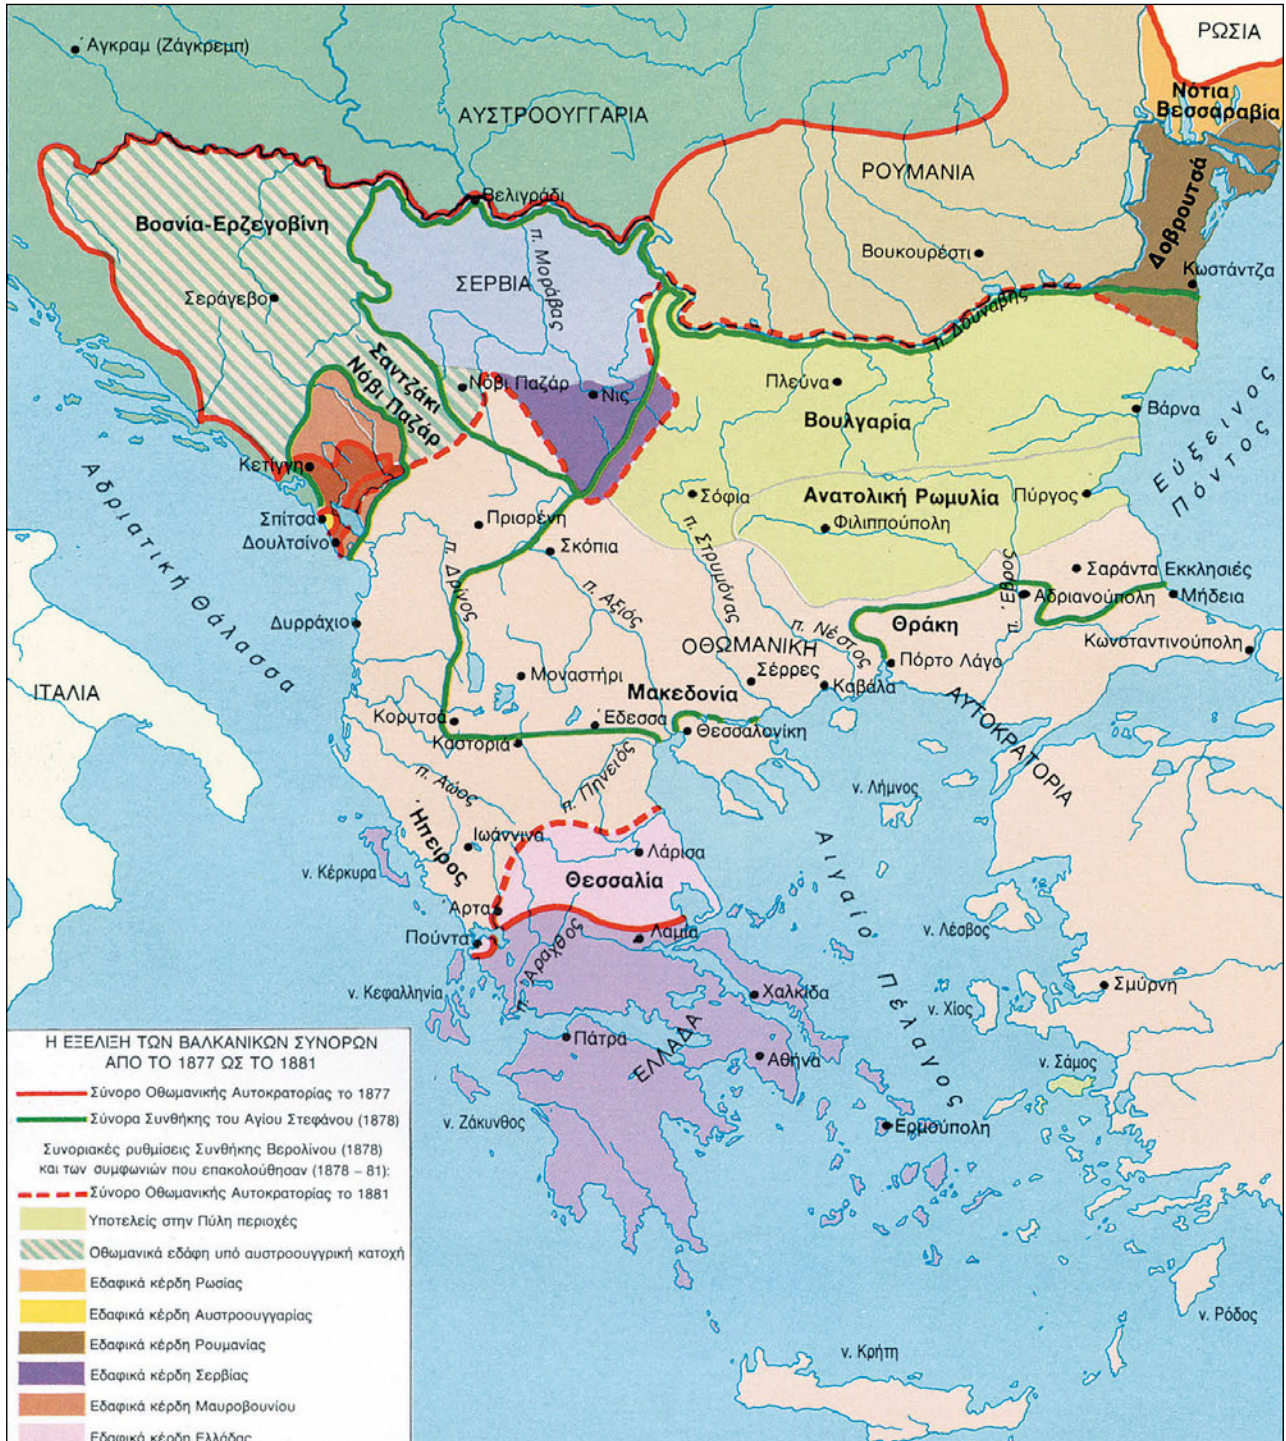 ΡΩΣΙΑ
Άγκραμ (Ζάγκρεμπ)
Νότια
Βεσσαραβία
ΑΥΣΤΡΟΟΥΓΓΑΡΙΑ
ΡΟΥΜΑΝΙΑ
Δοβρουτσά
Βελιγράδι
Βοσνία-Ερζεγοβίνη
π. Μοράβας
Βουκουρέστι
Κωστάντζα
ΣΕΡΒΙΑ
Σεράγεβο
π. Δούναβης
Σαντζάκι
Νόβι Παζάρ
Νόβι Παζάρ
Νις
Πλεύνα
Βουλγαρία
Βάρνα
Εύξεινος
Πόντος
Κετίγγη
Σόφια
Ανατολική Ρωμυλία
Πύργος
Σπίτσα
Πρισρένη
Φιλιππούπολη
Δουλτσίνο
Σκόπια
π. Δρίνος
π. Στρυμόνας
π. Έβρος
Σαράντα Εκκλησιές
Αδριατική Θάλασσα
π. Αξιός
Αδριανούπολη
Μήδεια
Δυρράχιο
π. Νέστος
Θράκη
ΟΘΩΜΑΝΙΚΗ
Κωνσταντινούπολη
ΙΤΑΛΙΑ
Μοναστήρι
Σέρρες
Πόρτο Λάγο
Μακεδονία
Καβάλα
ΑΥΤΟΚΡΑΤΟΡΙΑ
Κορυτσά
Έδεσσα
Θεσσαλονίκη
Καστοριά
π. Αώος
π. Πηνειός
ν. Λήμνος
Ήπειρος
Ιωάννινα
Λάρισα
ν. Κέρκυρα
Θεσσαλία
Αιγαίο Πέλαγος
Άρτα
Πούντα
π. Αραχθος
Λαμία
ν. Λέσβος
ν. Κεφαλληνία
Χαλκίδα
Σμύρνη
ν. Χίος
Πάτρα
ΕΛΛΑΔΑ
Αθήνα
ν. Σάμος
ν. Ζάκυνθος
Ερμούπολη
ν. Ρόδος
ν. Κρήτη
Η ΕΞΕΛΙΞΗ ΤΩΝ ΒΑΛΚΑΝΙΚΩΝ ΣΥΝΟΡΩΝ
ΑΠΟ ΤΟ 1877 ΩΣ ΤΟ 1881
Σύνορο Οθωμανικής Αυτοκρατορίας το 1877
Σύνορα Συνθήκης του Αγίου Στεφάνου (1878)
Συνοριακές ρυθμίσεις Συνθήκης Βερολίνου (1878)
και των συμφωνιών που επακολούθησαν (1878 – 81):
Σύνορο Οθωμανικής Αυτοκρατορίας το 1881
Υποτελείς στην Πύλη περιοχές
Οθωμανικά εδάφη υπό αυστροουγγρική κατοχή
Εδαφικά κέρδη Ρωσίας
Εδαφικά κέρδη Αυστροουγγαρίας
Εδαφικά κέρδη Ρουμανίας
Εδαφικά κέρδη Σερβίας
Εδαφικά κέρδη Μαυροβουνίου
Εδαφικά κέρδη Ελλάδας